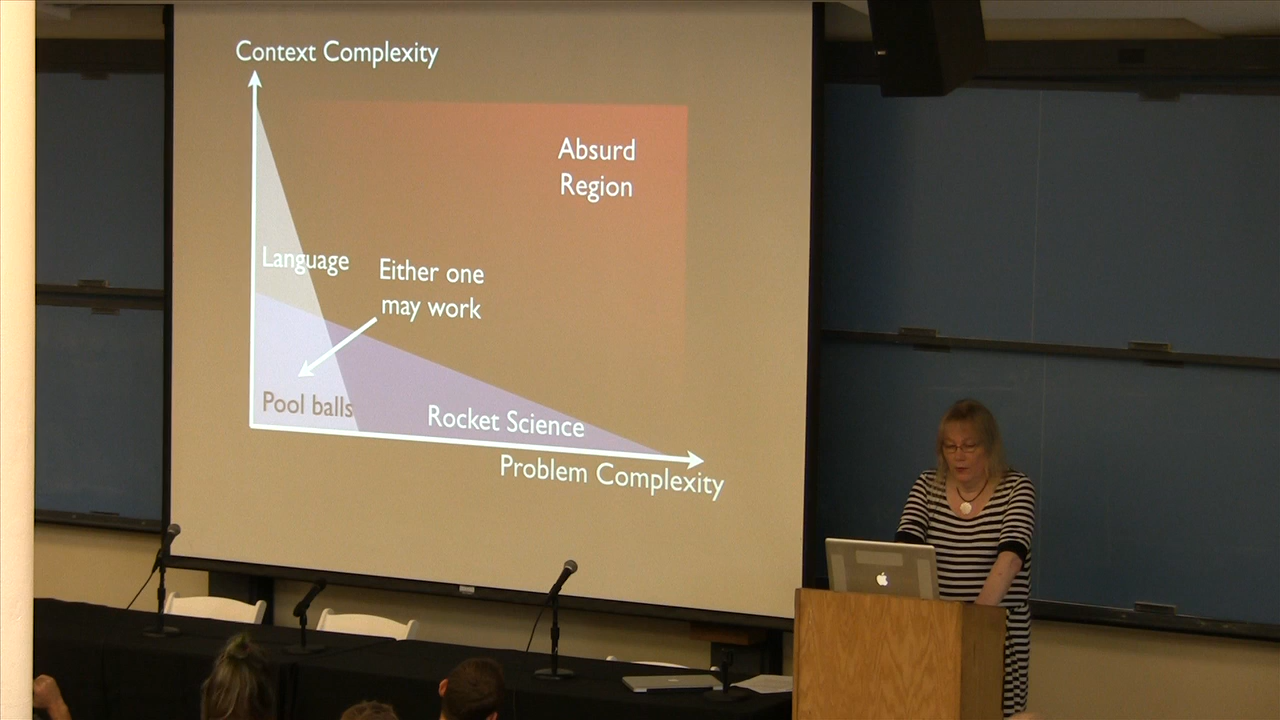 Context Complexity
Absurd
Region
Language
Either one
may work
Pool balls
Rocket Science
Problem Complexity